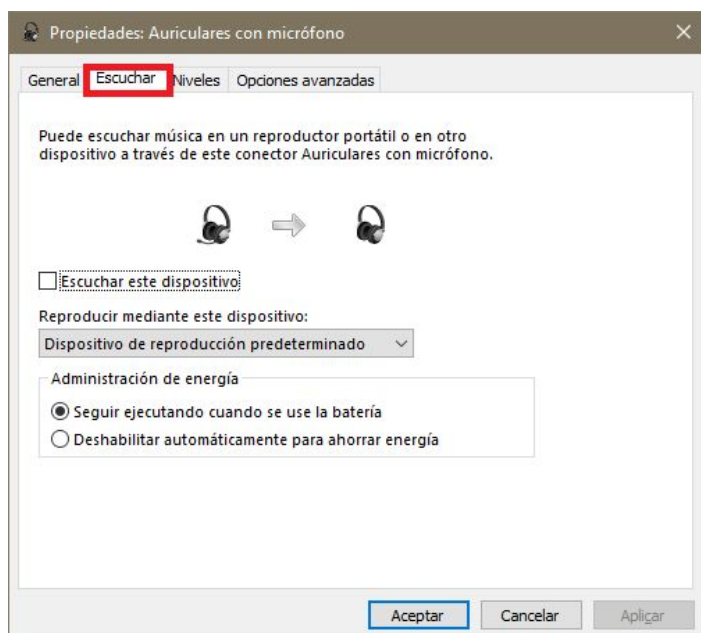 Propiedades: Auriculares con micrófono
General Escuchar Niveles Opciones avanzadas
Puede escuchar música en un reproductor portátil o en otro
dispositivo a través de este conector Auriculares con micrófono.
Escuchar este dispositivo
Reproducir mediante este dispositivo:
Dispositivo de reproducción predeterminado
Administración de energía
Seguir ejecutando cuando se use la batería
Deshabilitar automáticamente para ahorrar energía
Aceptar Cancelar Aplicar